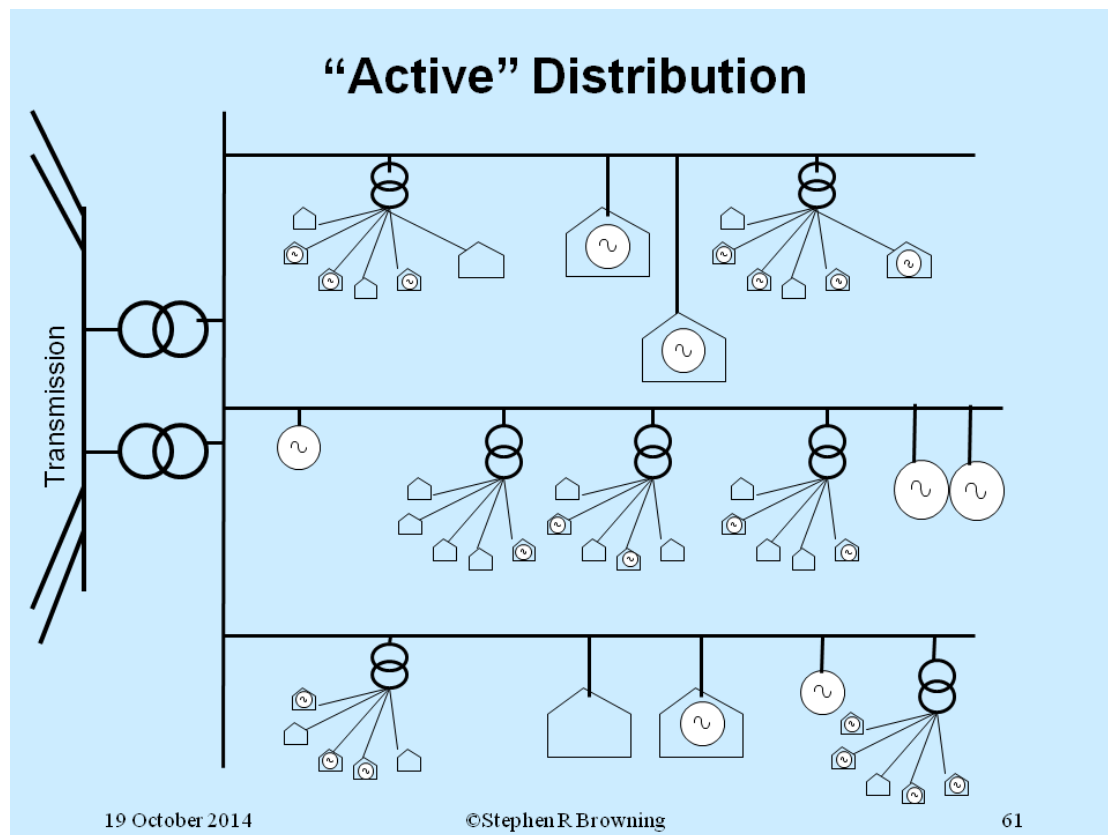 “Active” Distribution
Transmission
19 October 2014
©Stephen R Browning
61